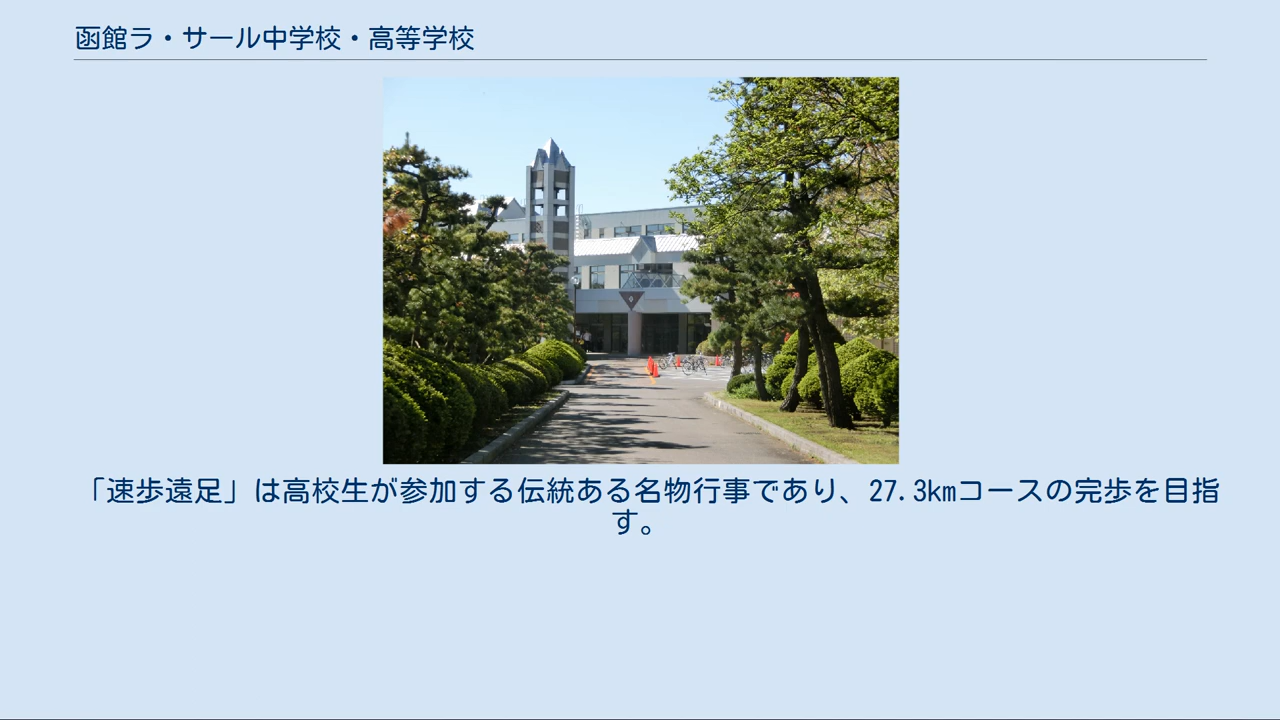 函館ラ・サール中学校・高等学校
「速歩遠足」は高校生が参加する伝統ある名物行事であり、27.3kmコースの完歩を目指
す。